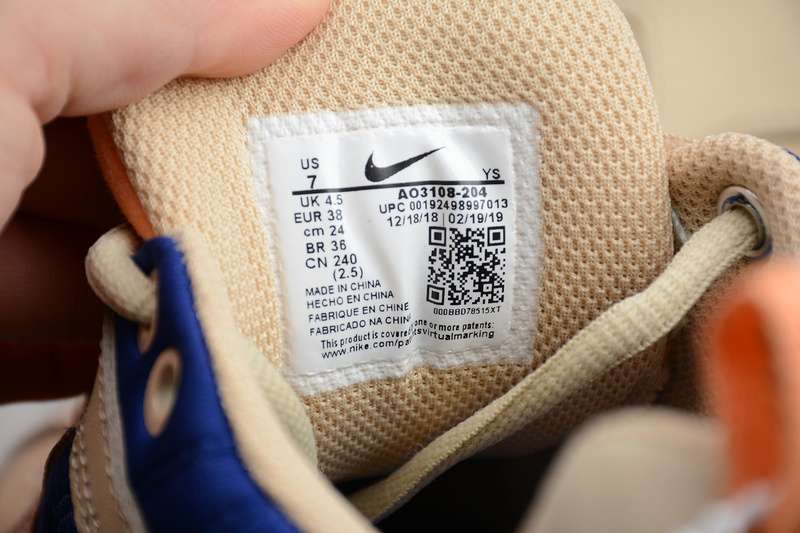 US
7
YS
UK 4.5
EUR 38
cm 24
BR 36
CN 240
(2.5)
AO3108-204
UPC 00192498997013
12/18/18 | 02/19/19
MADE IN CHINA
HECHO EN CHINA
FABRIQUE EN CHINE
FABRICADO NA CHINA
000BBD78515XT
This product is covered one or more patents:
www.nike.com/pa tsvirtualmarking